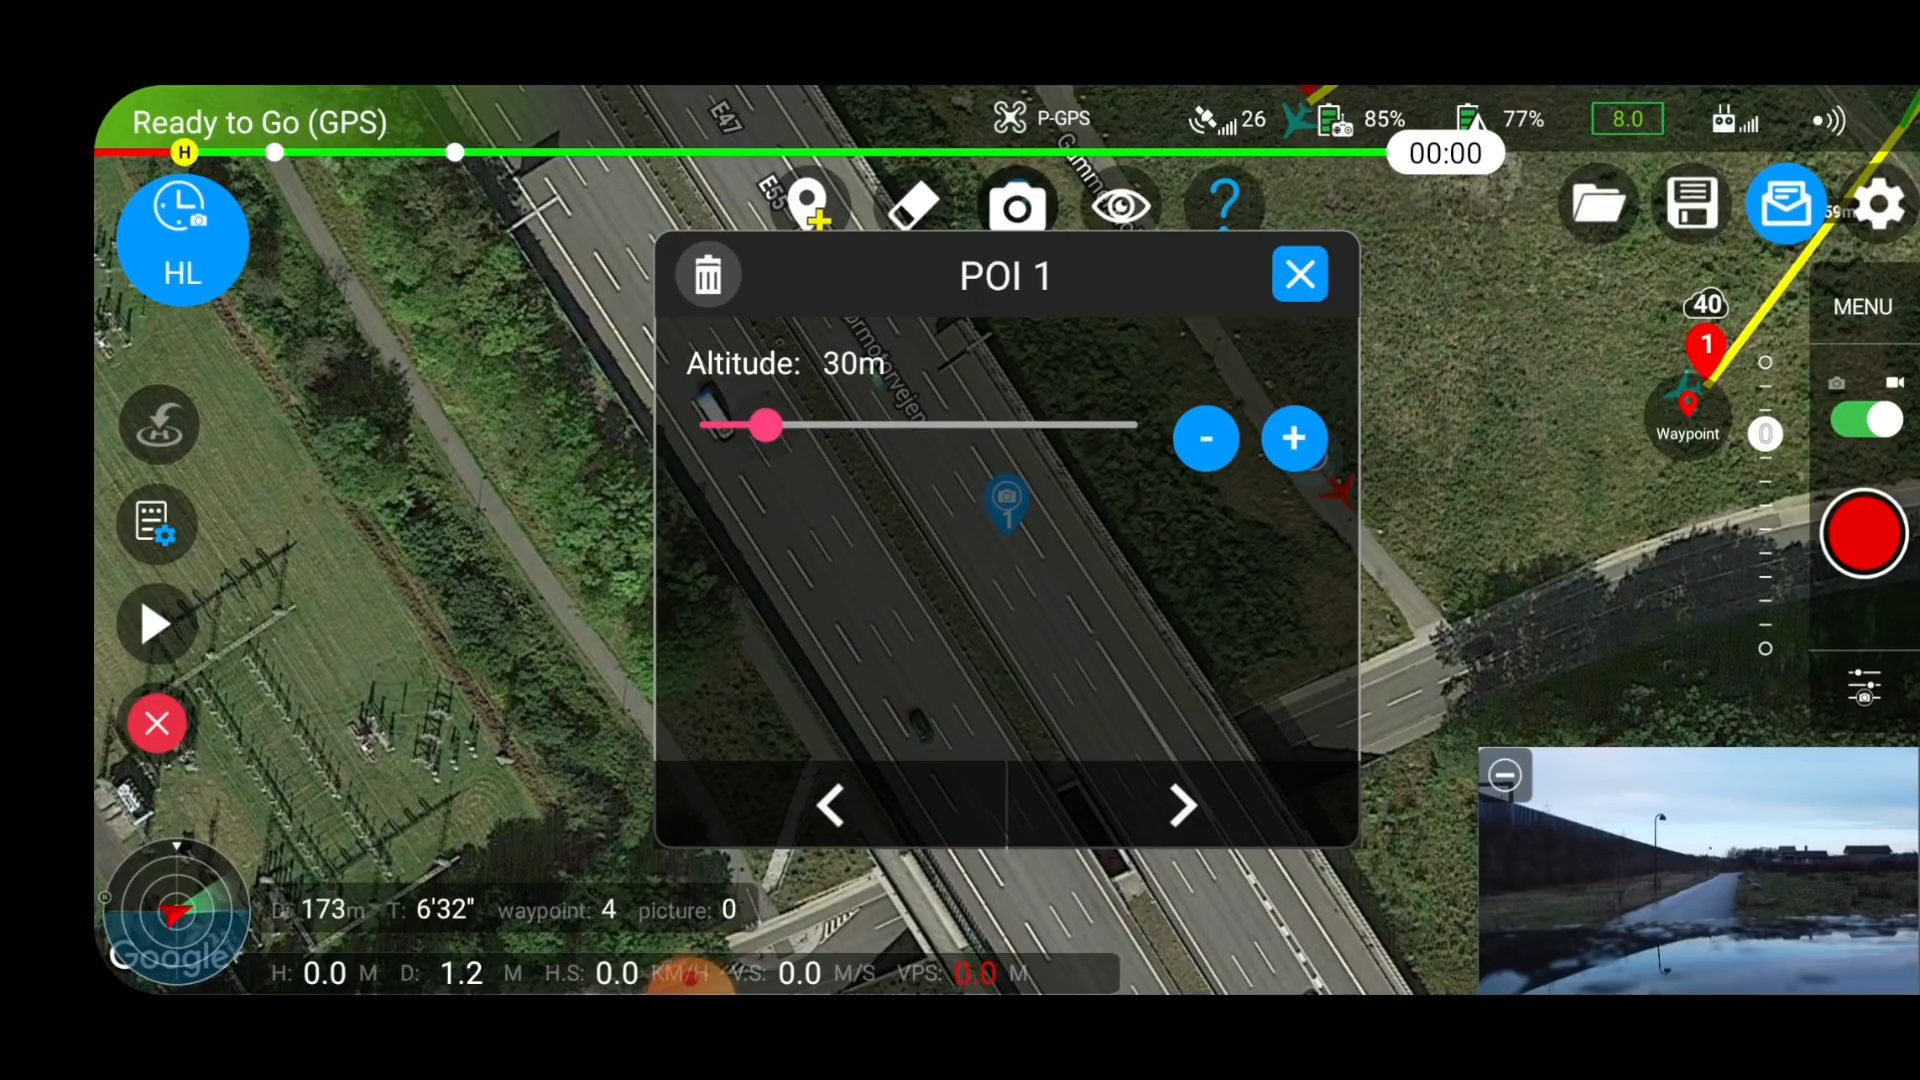 Ready to Go (GPS)
P-GPS
26
85%
77%
8.0
H
00:00
E47
E55
HL
?
59m
POI 1
MENU
40
1
Altitude: 30m
Waypoint
0
- +
1
D: 173m T: 6'32" waypoint: 4 picture: 0
Google
H: 0.0 M D: 1.2 M H.S: 0.0 KM/H V.S: 0.0 M/S VPS: 0.0 M